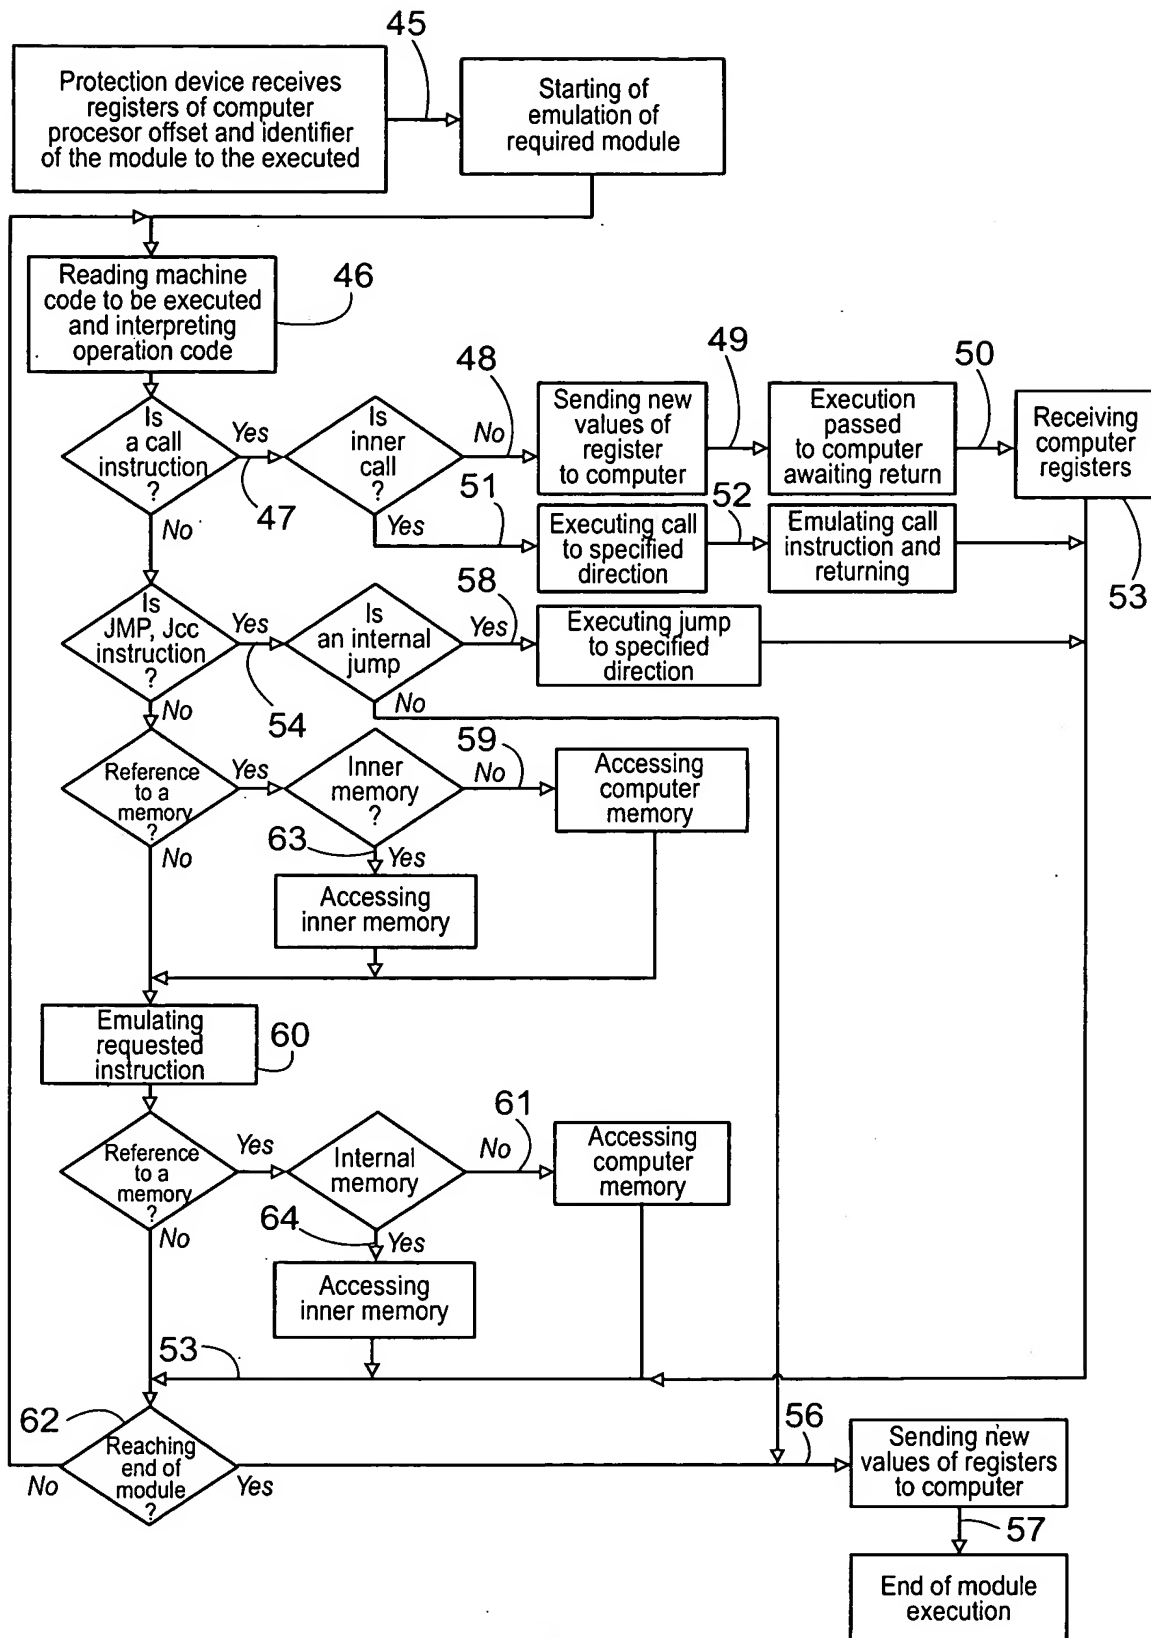 45
Protection device receives
registers of computer
procesor offset and identifier
of the module to the executed
Starting of
emulation of
required module
Reading machine
code to be executed
and interpreting
operation code
46
Is
a call
instruction?
?
Yes
47
No
Is
inner
call
?
No
48
Yes
51
Sending new
values of
register
to computer
49
Execution
passed
to computer
awaiting return
50
Receiving
computer
registers
53
Executing call
to specified
direction
52
Emulating call
instruction and
returning
Is
JMP, Jcc
instruction
?
Yes
54
No
Is
an internal
jump
Yes
58
No
Executing jump
to specified
direction
Reference
to a
memory
?
Yes
No
Inner
memory
?
No
59
63
Yes
Accessing
computer
memory
Accessing
inner memory
Emulating
requested
instruction
60
Reference
to a
memory
?
Yes
No
Internal
memory
No
61
64
Yes
Accessing
computer
memory
Accessing
inner memory
53
62
Reaching
end of
module
?
No
Yes
56
Sending new
values of registers
to computer
57
End of module
execution